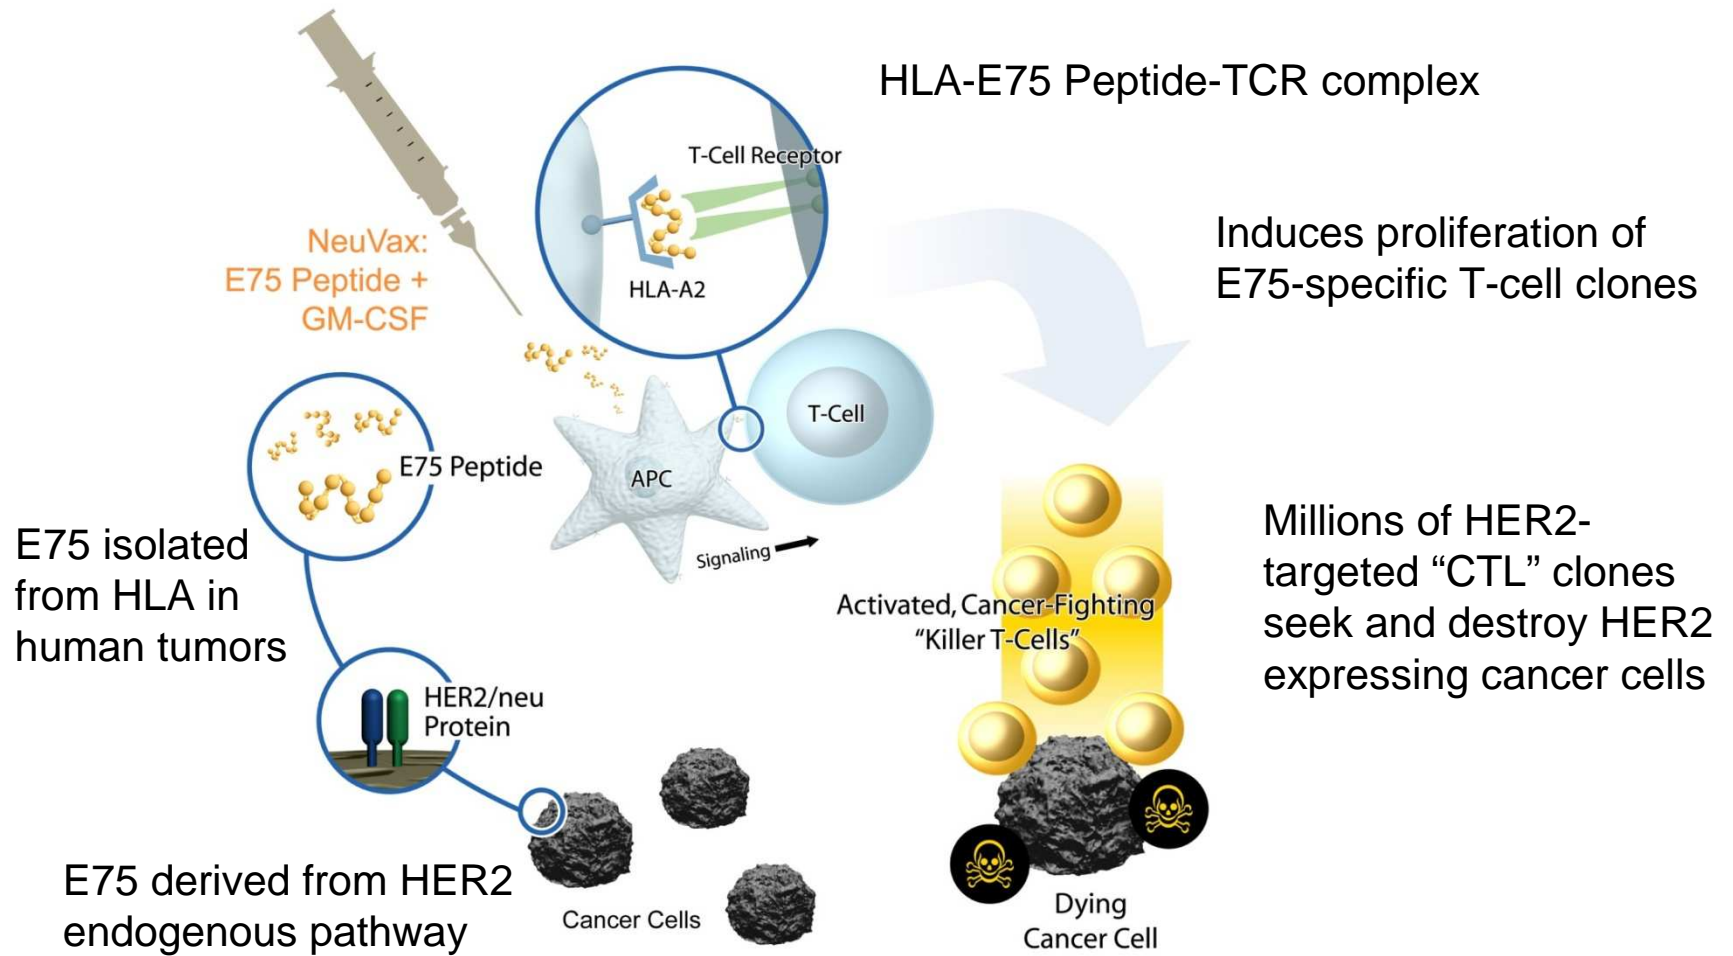 HLA-E75 Peptide-TCR complex
T-Cell Receptor
HLA-A2
NeuVax:
E75 Peptide +
GM-CSF
Induces proliferation of
E75-specific T-cell clones
T-Cell
APC
E75 Peptide
Signaling
E75 isolated
from HLA in
human tumors
Millions of HER2-
targeted “CTL” clones
seek and destroy HER2
expressing cancer cells
Activated, Cancer-Fighting
“Killer T-Cells”
HER2/neu
Protein
E75 derived from HER2
endogenous pathway
Cancer Cells
Dying
Cancer Cell